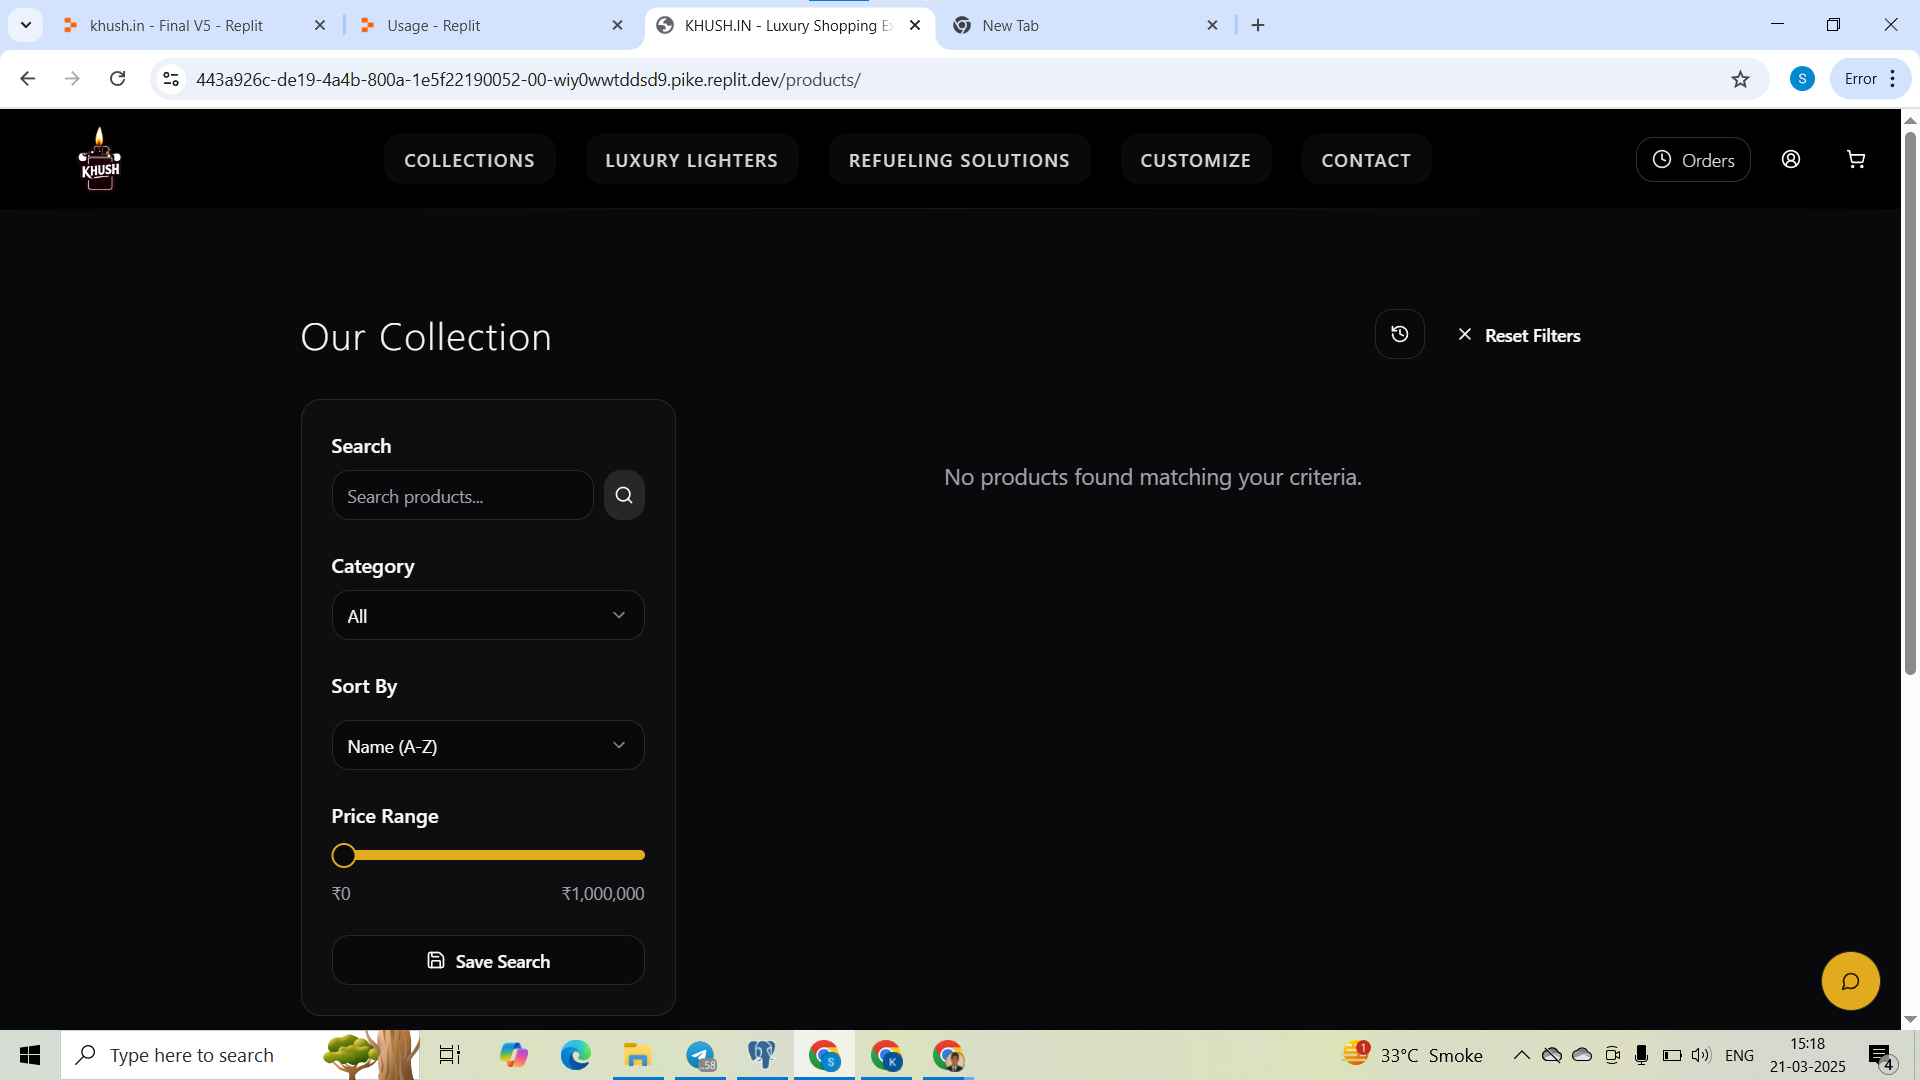 khush.in - Final V5 - Replit
Usage - Replit
KHUSH.IN - Luxury Shopping E
New Tab
443a926c-de19-4a4b-800a-1e5f22190052-00-wiy0wwtddsd9.pike.replit.dev/products/
S
Error
KHUSH
COLLECTIONS
LUXURY LIGHTERS
REFUELING SOLUTIONS
CUSTOMIZE
CONTACT
Orders
Our Collection
Reset Filters
Search
Search products...
Category
All
Sort By
Name (A-Z)
Price Range
₹0
₹1,000,000
Save Search
No products found matching your criteria.
Type here to search
..58
S
K
1
33°C Smoke
ENG
15:18
21-03-2025
4